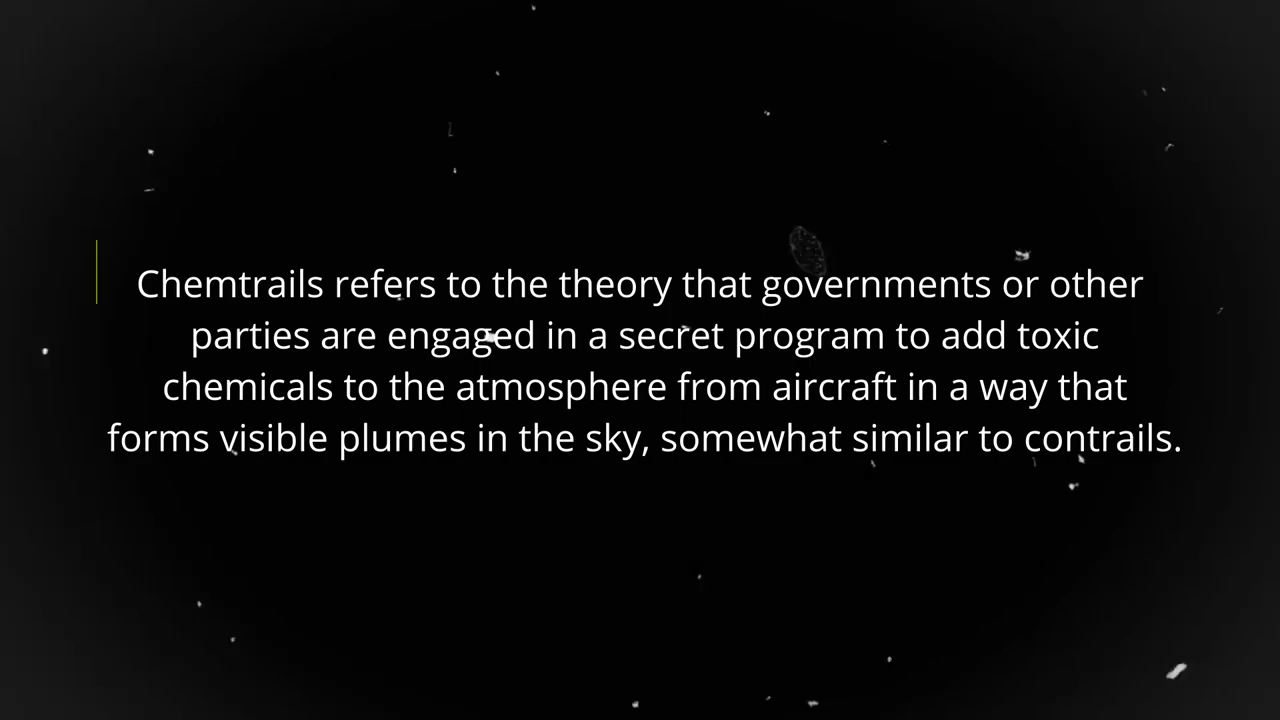 Chemtrails refers to the theory that governments or other
parties are engaged in a secret program to add toxic
chemicals to the atmosphere from aircraft in a way that
forms visible plumes in the sky, somewhat similar to contrails.